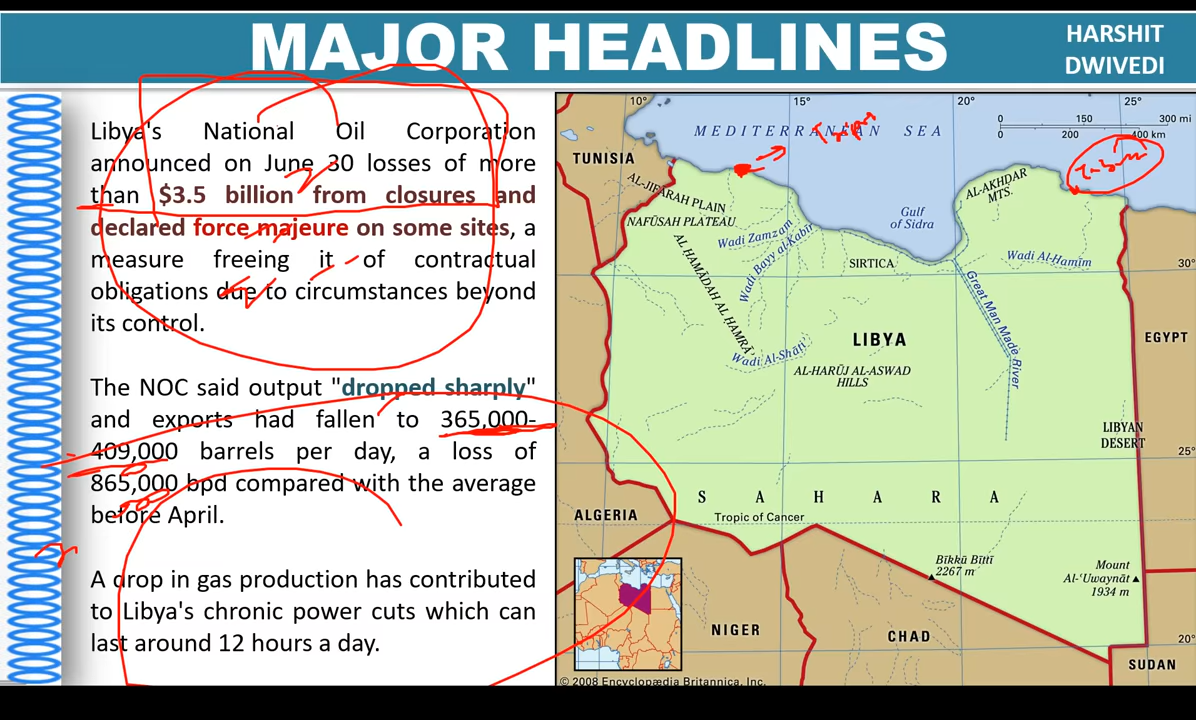 MAJOR HEADLINES
HARSHIT
DWIVEDI
Libya's National Oil Corporation
announced on June 30 losses of more
than $3.5 billion from closures and
declared force majeure on some sites, a
measure freeing it of contractual
obligations due to circumstances beyond
its control.
The NOC said output "dropped sharply"
and exports had fallen to 365,000-
409,000 barrels per day, a loss of
865,000 bpd compared with the average
before April.
A drop in gas production has contributed
to Libya's chronic power cuts which can
last around 12 hours a day.
10° 15° 20° 25°
MEDITERRANEAN SEA
0 150 300 mi
0 200 400 km
TUNISIA
AL-JIFARAH PLAIN
NAFŪSAH PLATEAU
AL-AKHDAR
MTS.
Gulf
of Sidra
Wadi Zamzam
Wadi Bayy al-Kabir
SIRTICA
Wadi Al-Hamīm
30°
AL HAMĀDAH AL HAMRĀ'
Great Man Made River
EGYPT
LIBYA
Wadi Al-Shāṭi'
AL-HARŪJ AL-ASWAD
HILLS
LIBYAN
DESERT
25°
SAHARA
ALGERIA
Tropic of Cancer
Bīkkū Bīttī
2267 m
Mount
Al-ʿUwaynāt
1934 m
NIGER
CHAD
20°
SUDAN
© 2008 Encyclopædia Britannica, Inc.